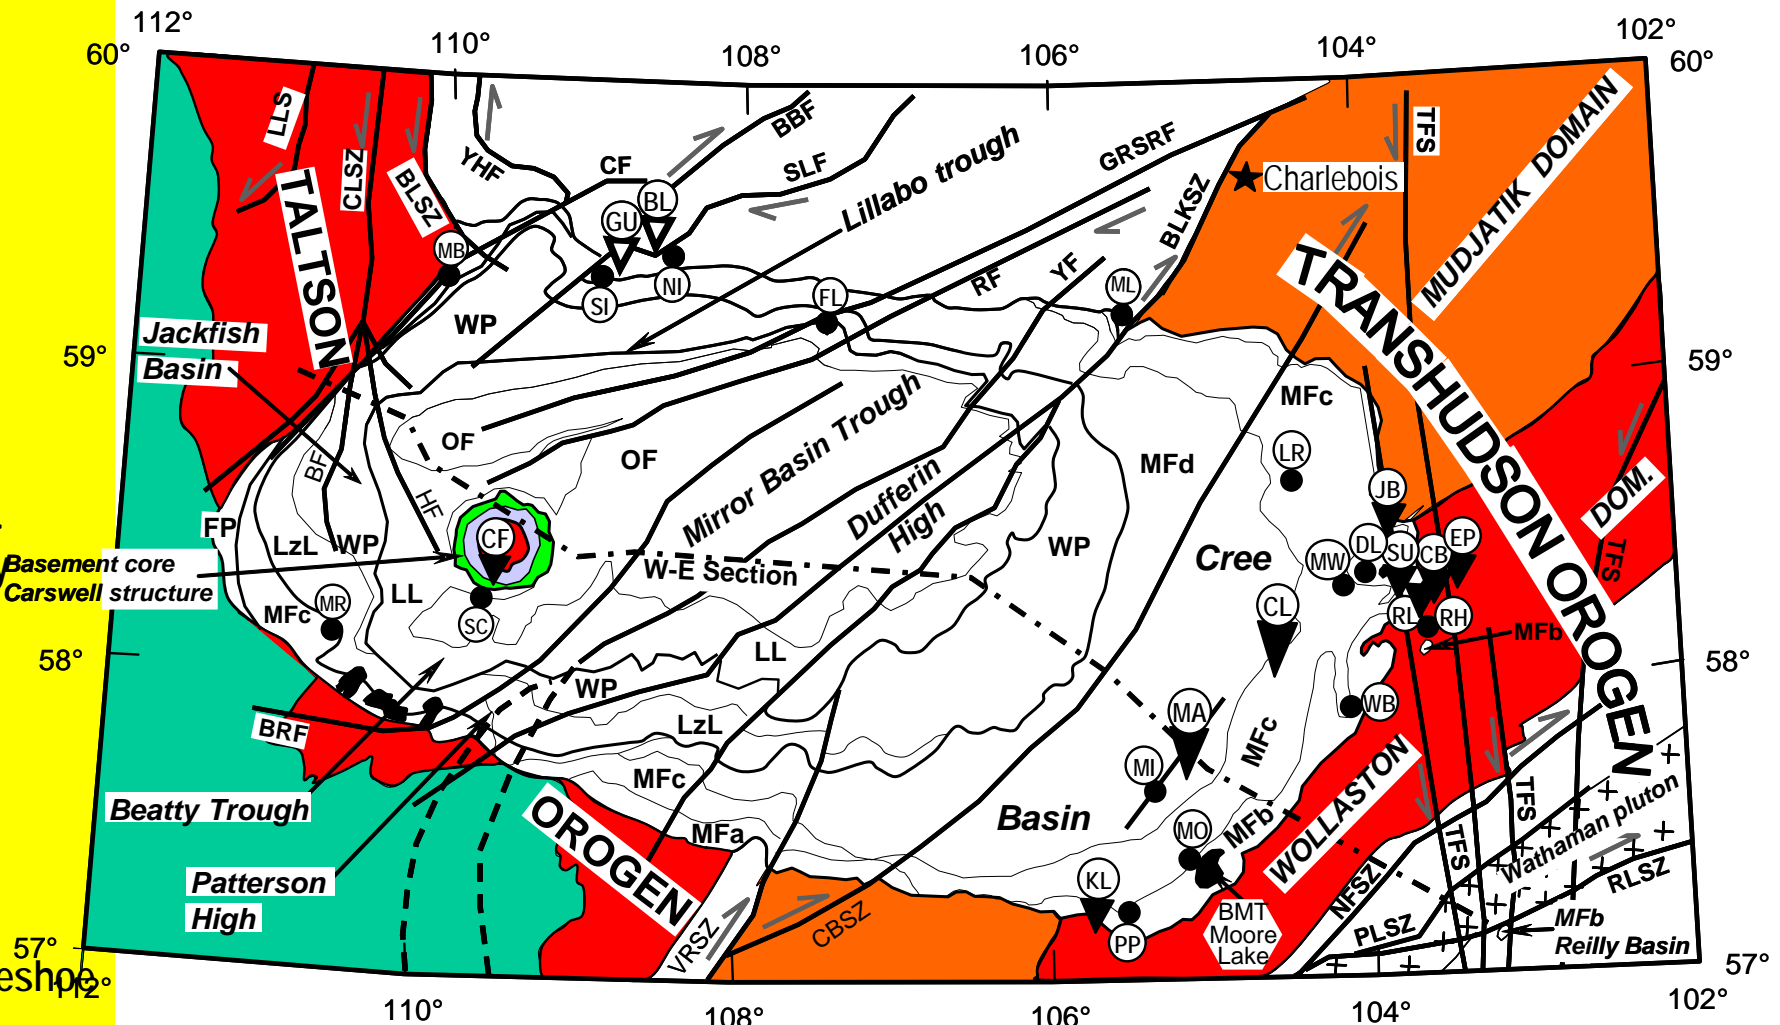 112°
110°
108°
106°
104°
102°
60°
60°
LLS
CLSZ
BLSZ
TALTSON
YHF
CF
BBF
SLF
BL
GU
MB
NI
SI
Lillabo trough
GRSRF
BLKSZ
Charlebois
TFS
MUDJATIK DOMAIN
TRANSHUDSON OROGEN
RF
YF
ML
FL
WP
Jackfish
Basin
59°
59°
MFc
OF
OF
BF
HF
Mirror Basin Trough
Dufferin
High
MFd
LR
JB
DOM.
FP
LzL
WP
CF
WP
Cree
MW
DL
SU
CB
EP
TFS
Basement core
Carswell structure
W-E Section
MFc
MR
LL
SC
CL
RL
RH
MFb
58°
58°
LL
WP
WB
BRF
LzL
MA
MFc
MI
MFc
Beatty Trough
OROGEN
MFa
Basin
MO
MFb
WOLLASTON
TFS
TFS
Wathaman pluton
Patterson
High
KL
PP
BMT
Moore
Lake
NFSZ
PLSZ
RLSZ
MFb
Reilly Basin
VRSZ
CBSZ
57°
57°
eshoe
112°
110°
108°
106°
104°
102°